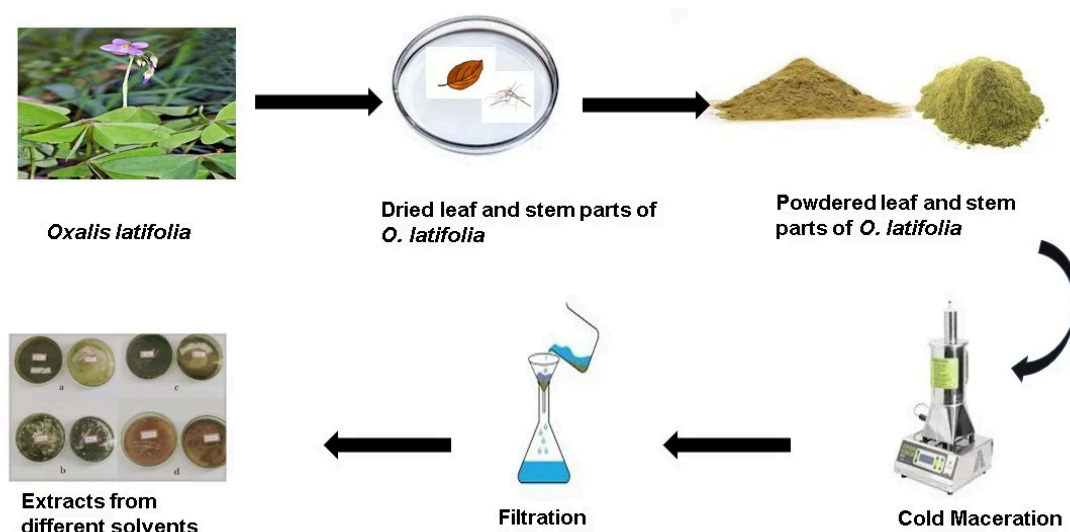 Oxalis latifolia
Dried leaf and stem parts of
O. latifolia
Powdered leaf and stem
parts of O. latifolia
Cold Maceration
Filtration
a
c
b
d
Extracts from
different solvents